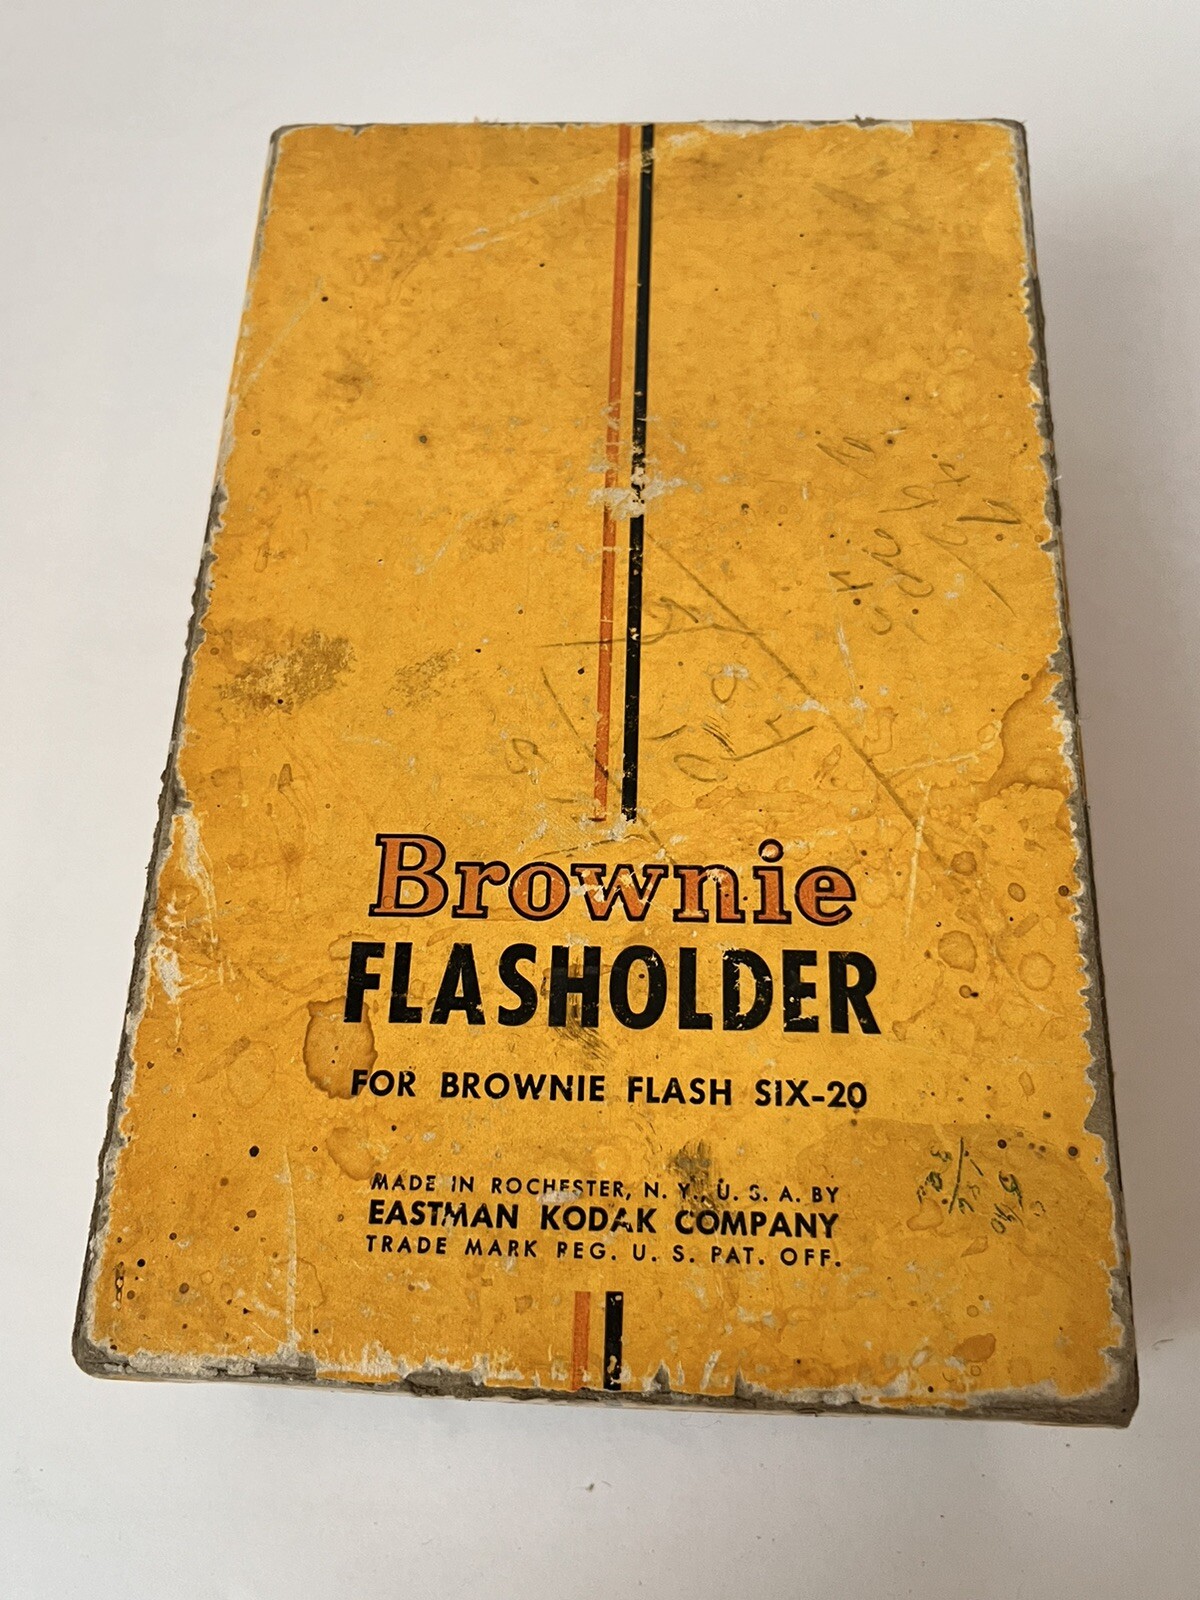 Brownie
FLASHOLDER
FOR BROWNIE FLASH SIX-20
MADE IN ROCHESTER, N. Y., U. S. A. BY
EASTMAN KODAK COMPANY
TRADE MARK REG. U. S. PAT. OFF.